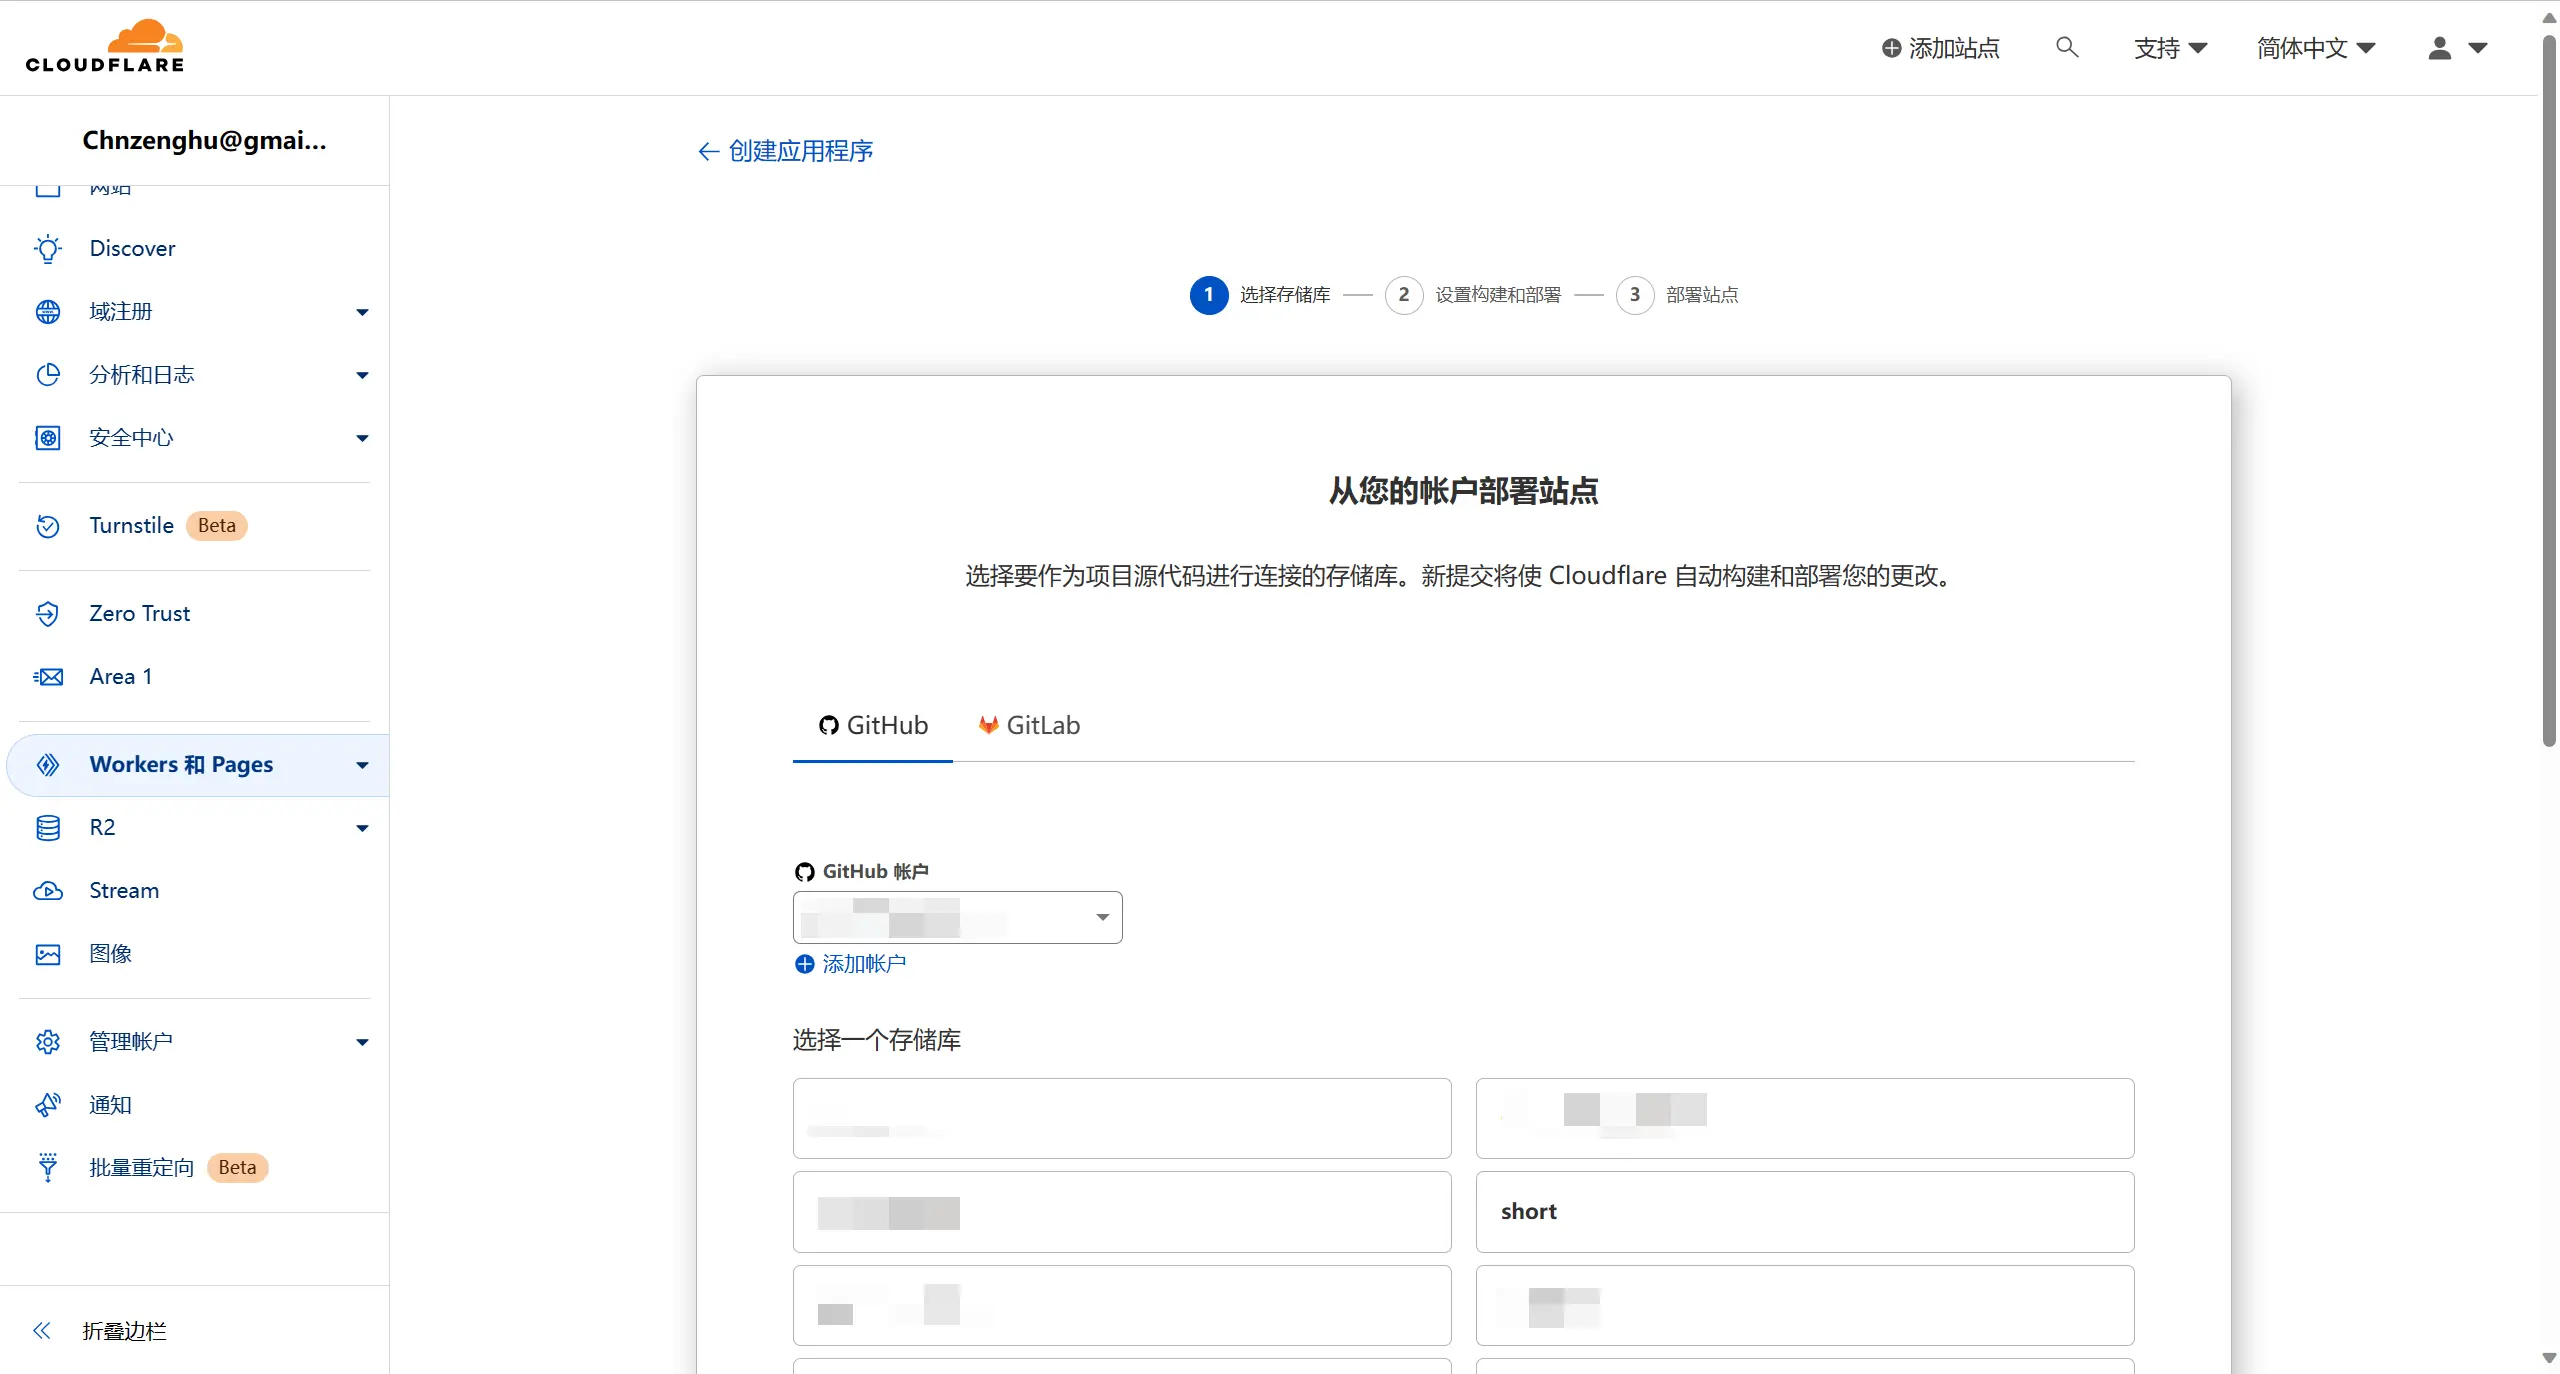 CLOUDFLARE
添加站点
支持
简体中文
Chnzenghu@gmai...
网站
Discover
域注册
分析和日志
安全中心
Turnstile Beta
Zero Trust
Area 1
Workers 和 Pages
R2
Stream
图像
管理帐户
通知
批量重定向 Beta
折叠边栏
创建应用程序
1 选择存储库 2 设置构建和部署 3 部署站点
从您的帐户部署站点
选择要作为项目源代码进行连接的存储库。新提交将使 Cloudflare 自动构建和部署您的更改。
GitHub GitLab
GitHub 帐户
添加帐户
选择一个存储库
short